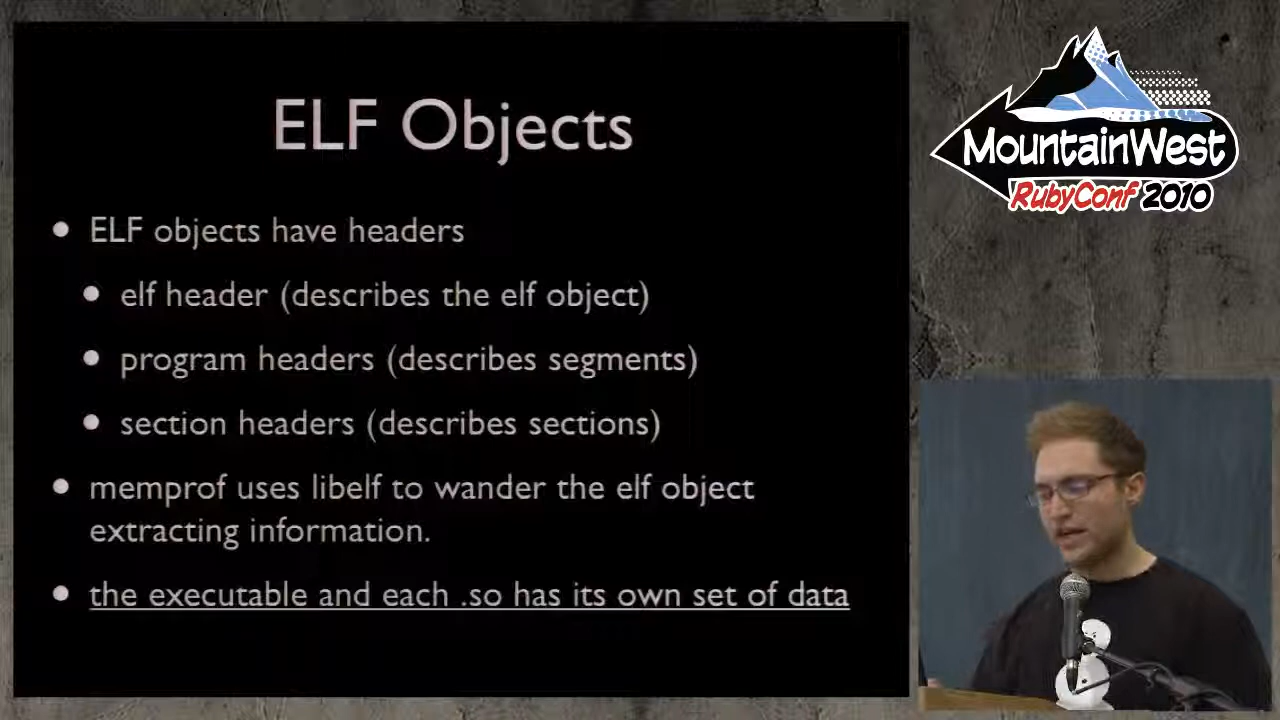 ELF Objects
ELF objects have headers
elf header (describes the elf object)
program headers (describes segments)
section headers (describes sections)
memprof uses libelf to wander the elf object
extracting information.
the executable and each .so has its own set of data
MountainWest
RubyConf 2010